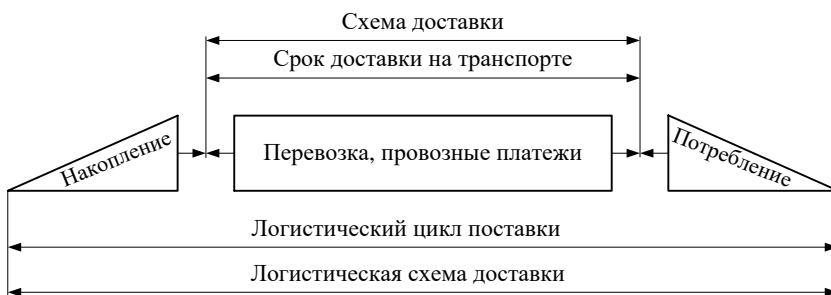 Схема доставки
Срок доставки на транспорте
Накопление
Перевозка, провозные платежи
Потребление
Логистический цикл поставки
Логистическая схема доставки